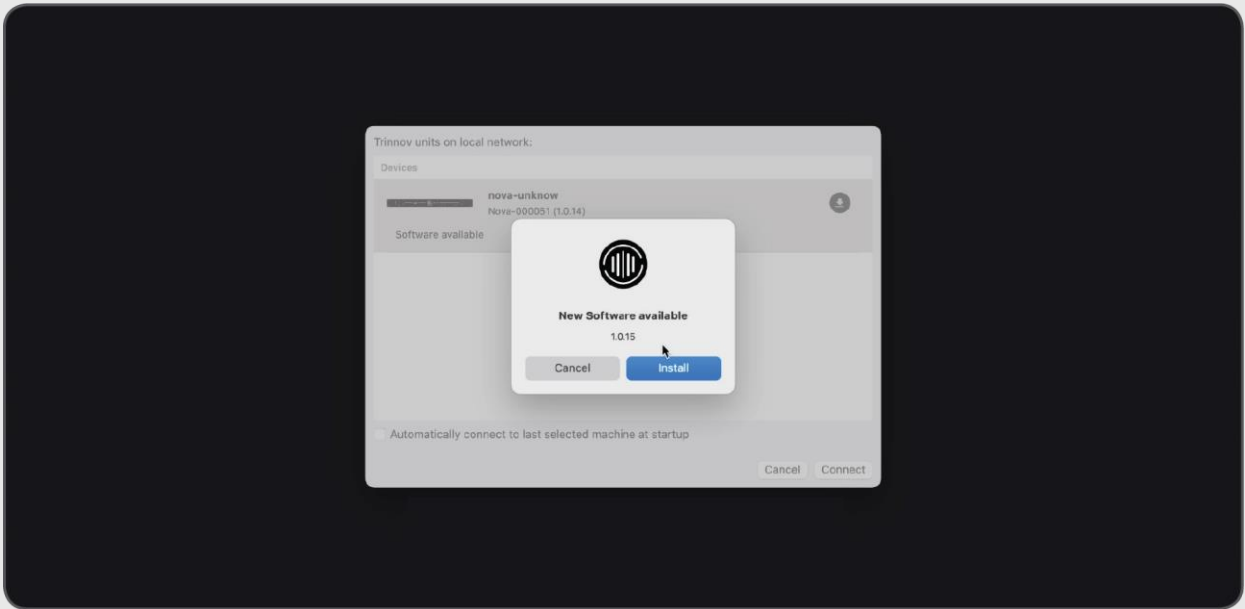 Trinnov units on local network:
Devices
nova-unknow
Nova-000051 (1.0.14)
Software available
New Software available
1.0.15
Cancel
Install
Automatically connect to last selected machine at startup
Cancel
Connect